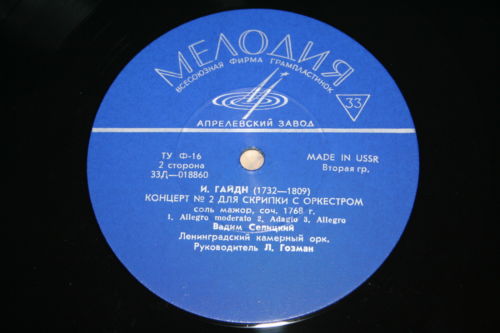 МЕЛОДИЯ
ВСЕСОЮЗНАЯ ФИРМА ГРАМПЛАСТИНОК
33
АПРЕЛЕВСКИЙ ЗАВОД
ТУ Ф-16
MADE IN USSR
2 сторона
Вторая гр.
33Д—018860
И. ГАЙДН (1732—1809)
КОНЦЕРТ № 2 ДЛЯ СКРИПКИ С ОРКЕСТРОМ
соль мажор, соч. 1768 г.
1. Allegro moderato 2. Adagio 3. Allegro
Вадим Селицкий
Ленинградский камерный орк.
Руководитель Л. Гозман